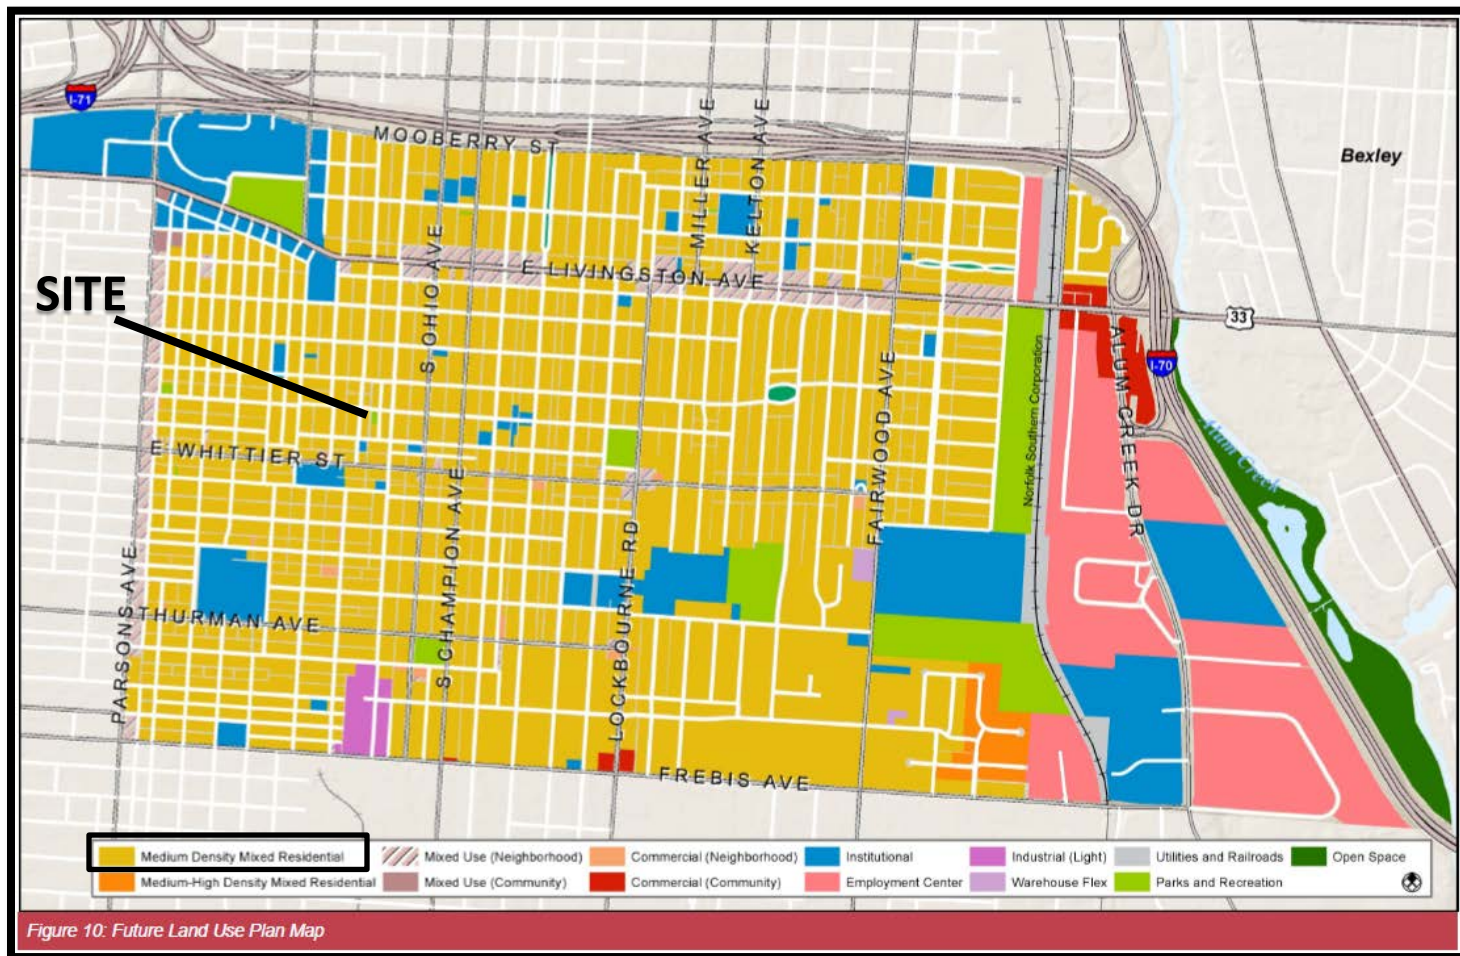 I-71
MOOBERRY ST
MILLER AVE
KELTON AVE
Bexley
S OHIO AVE
E LIVINGSTON AVE
SITE
33
I-70
FAIRWOOD AVE
Norfolk Southern Corporation
ALUM CREEK DR
Alum Creek
E WHITTIER ST
S CHAMPION AVE
LOCKBOURNE RD
PARSONS AVE
THURMAN AVE
FREBIS AVE
Medium Density Mixed Residential
Mixed Use (Neighborhood)
Commercial (Neighborhood)
Institutional
Industrial (Light)
Utilities and Railroads
Open Space
Medium-High Density Mixed Residential
Mixed Use (Community)
Commercial (Community)
Employment Center
Warehouse Flex
Parks and Recreation
Figure 10: Future Land Use Plan Map